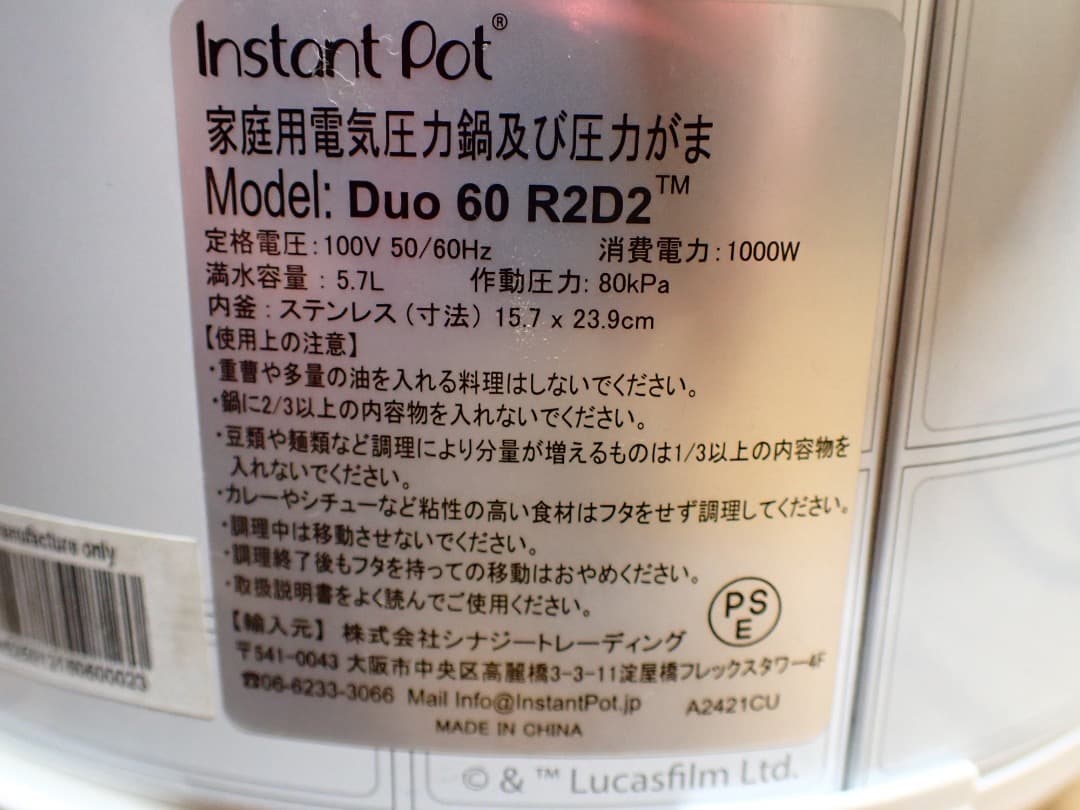 Instant Pot®
家庭用電気圧力鍋及び圧力がま
Model: Duo 60 R2D2™
定格電圧：100V 50/60Hz 消費電力：1000W
満水容量：5.7L 作動圧力：80kPa
内釜：ステンレス（寸法）15.7 x 23.9cm
【使用上の注意】
・重曹や多量の油を入れる料理はしないでください。
・鍋に2/3以上の内容物を入れないでください。
・豆類や麺類など調理により分量が増えるものは1/3以上の内容物を
入れないでください。
・カレーやシチューなど粘性の高い食材はフタをせず調理してください。
・調理中は移動させないでください。
・調理終了後もフタを持っての移動はおやめください。
・取扱説明書をよく読んでご使用ください。
PSE
【輸入元】株式会社シナジートレーディング
〒541-0043 大阪市中央区高麗橋3-3-11淀屋橋フレックスタワー4F
☎06-6233-3066 Mail Info@InstantPot.jp A2421CU
MADE IN CHINA
© & ™ Lucasfilm Ltd.
only